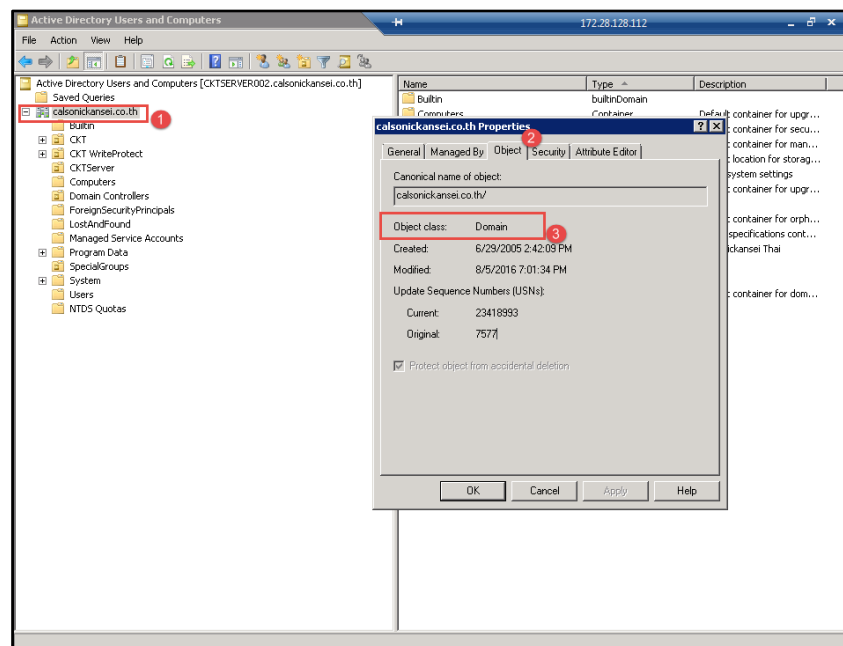 Active Directory Users and Computers
172.28.128.112
File Action View Help
Active Directory Users and Computers [CKTSERVER002.calsonickansei.co.th]
Saved Queries
calsonickansei.co.th
1
Builtin
CKT
CKT WriteProtect
CKTServer
Computers
Domain Controllers
ForeignSecurityPrincipals
LostAndFound
Managed Service Accounts
Program Data
SpecialGroups
System
Users
NTDS Quotas
Name Type Description
Builtin builtinDomain
Computers Container Default container for upgr...
container for secu...
container for man...
location for storag...
system settings
container for upgr...
container for orph...
specifications cont...
ickansei Thai
container for dom...
calsonickansei.co.th Properties
2
General Managed By Object Security Attribute Editor
Canonical name of object:
calsonickansei.co.th/
Object class: Domain
3
Created: 6/29/2005 2:42:09 PM
Modified: 8/5/2016 7:01:34 PM
Update Sequence Numbers (USNs):
Current: 23418993
Original: 7577
Protect object from accidental deletion
OK Cancel Apply Help